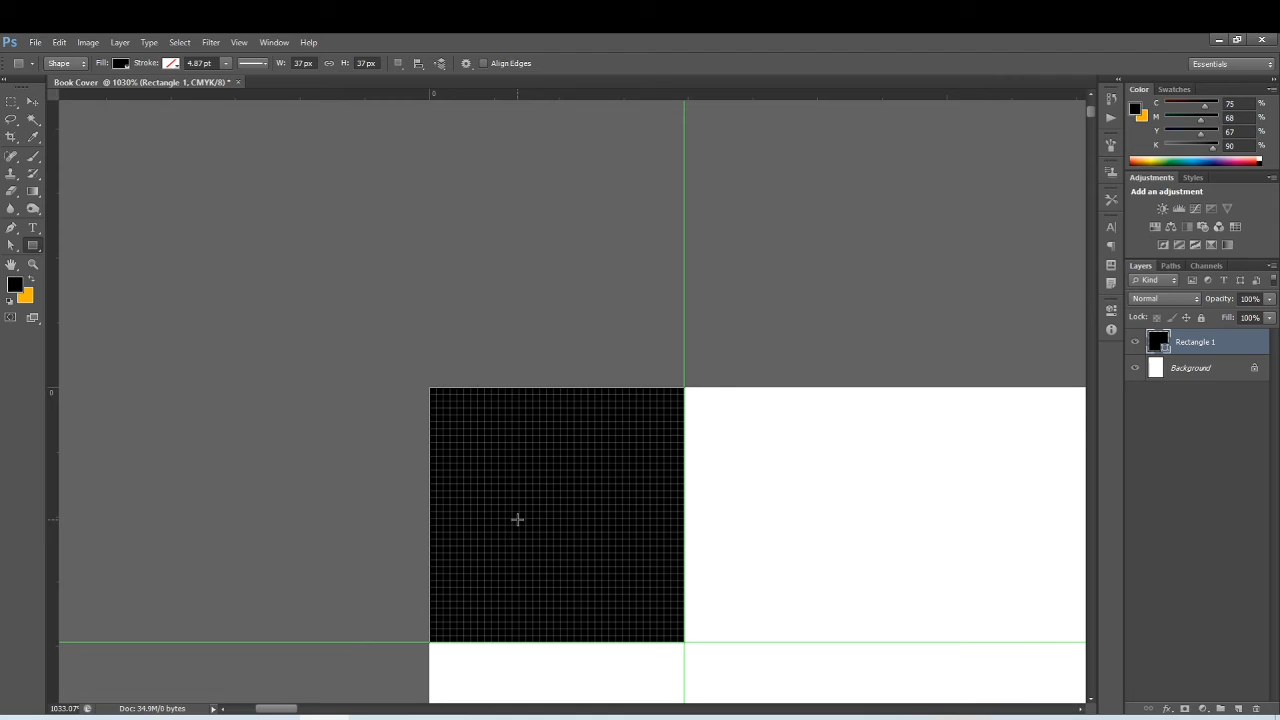 Ps File Edit Image Layer Type Select Filter View Window Help
Shape Fill: Stroke: 4.87 pt W: 37 px H: 37 px Align Edges Essentials
Book Cover @ 1030% (Rectangle 1, CMYK/8) * ×
0
0
Color Swatches
C 75 %
M 68 %
Y 67 %
K 90 %
Adjustments Styles
Add an adjustment
Layers Paths Channels
Kind T
Normal Opacity: 100%
Lock: Fill: 100%
Rectangle 1
Background
1033.07% Doc: 34.9M/0 bytes